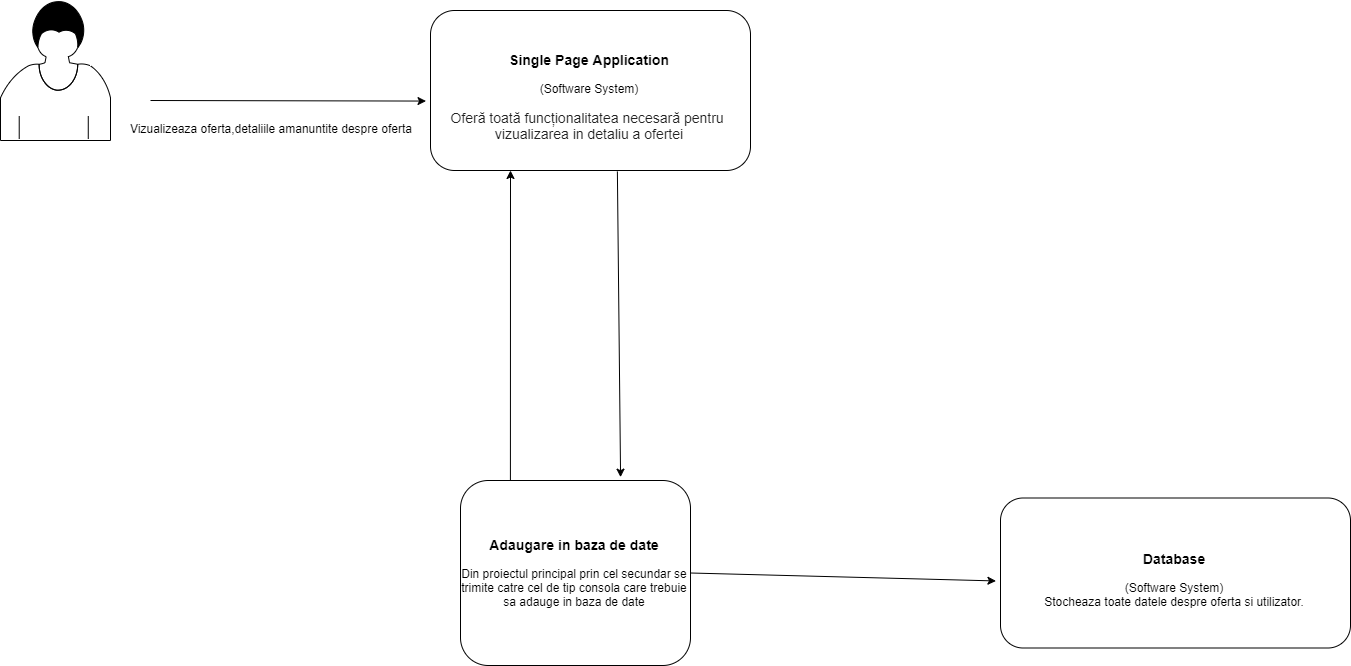 Single Page Application
(Software System)
Oferă toată funcționalitatea necesară pentru
vizualizarea in detaliu a ofertei
Vizualizeaza oferta,detaliile amanuntite despre oferta
Adaugare in baza de date
Din proiectul principal prin cel secundar se
trimite catre cel de tip consola care trebuie
sa adauge in baza de date
Database
(Software System)
Stocheaza toate datele despre oferta si utilizator.